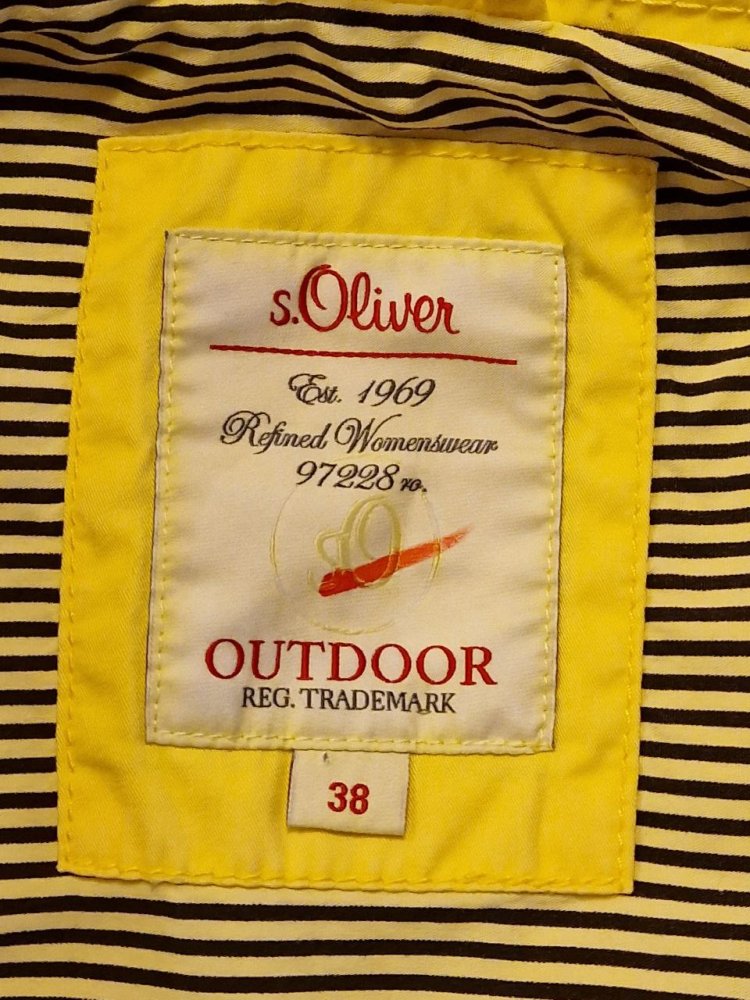 s.Oliver
Est. 1969
Refined Womenswear
97228 ro.
OUTDOOR
REG. TRADEMARK
38